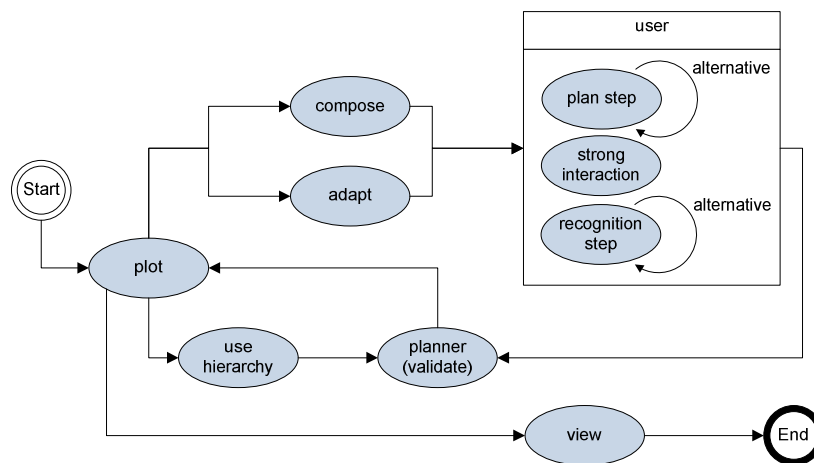 user
alternative
plan step
compose
strong
interaction
Start
adapt
alternative
recognition
step
plot
use
hierarchy
planner
(validate)
view
End